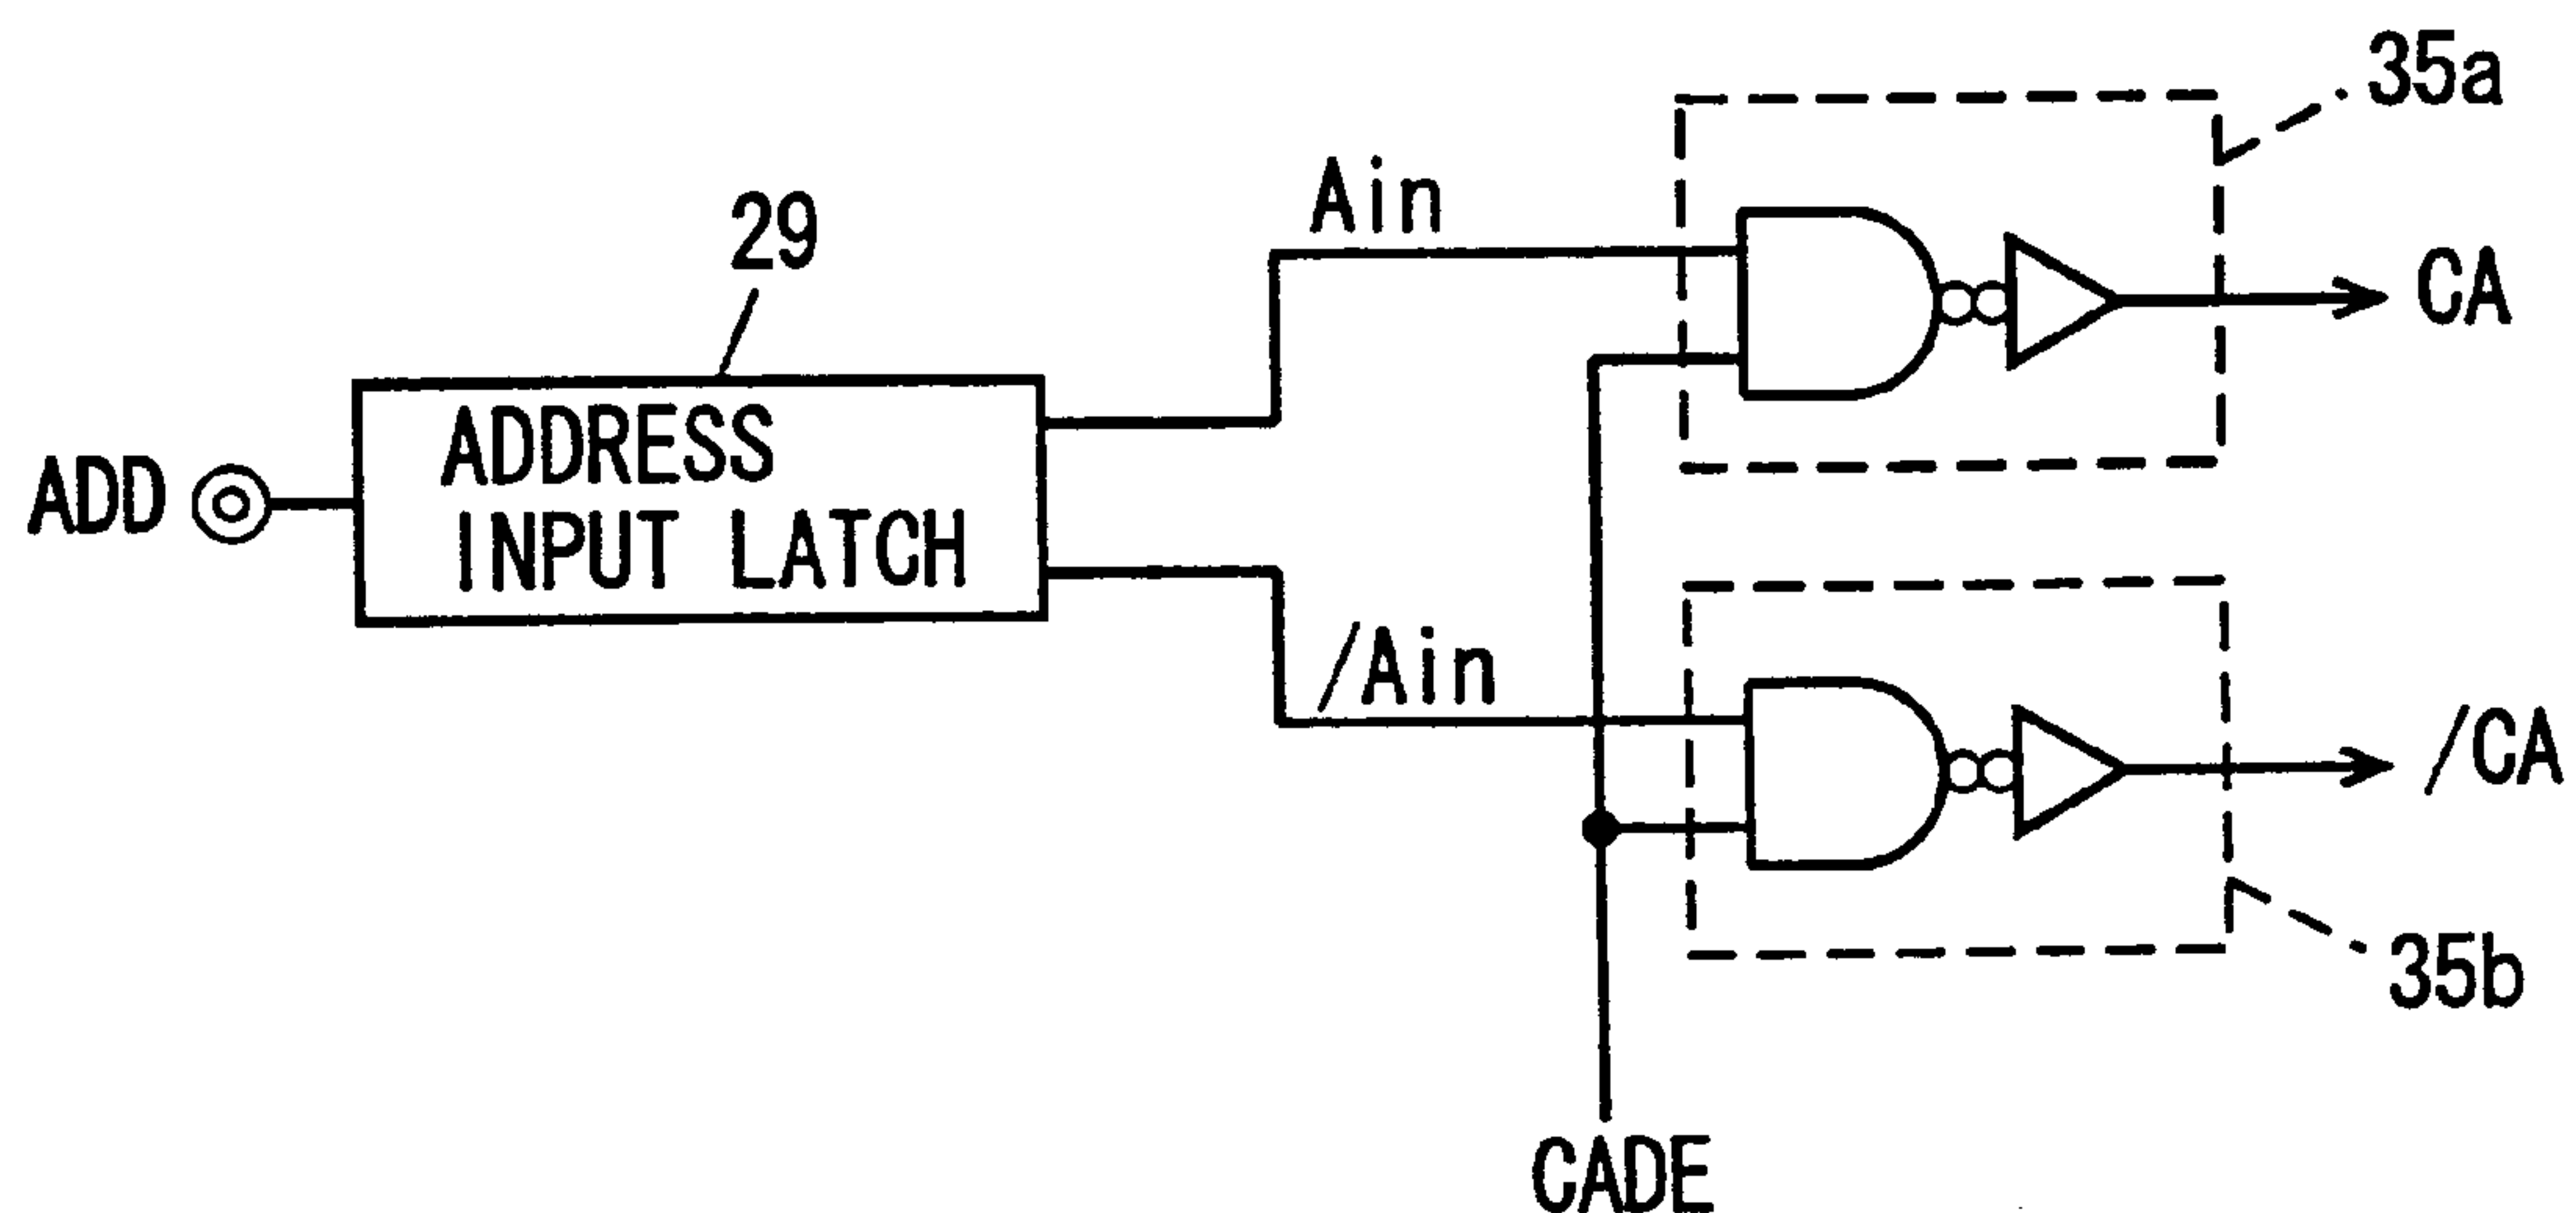 35a
Ain
29
CA
ADDRESS
ADD
INPUT LATCH
/Ain
/CA
35b
CADE